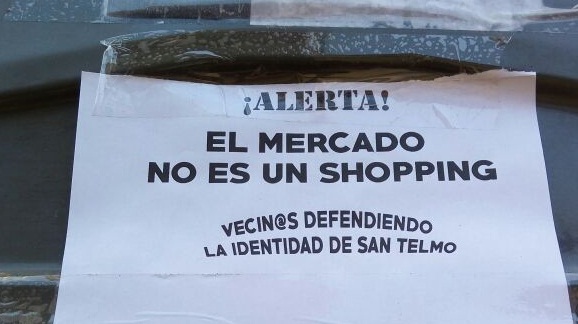 ¡ALERTA!
EL MERCADO
NO ES UN SHOPPING
VECIN@S DEFENDIENDO
LA IDENTIDAD DE SAN TELMO